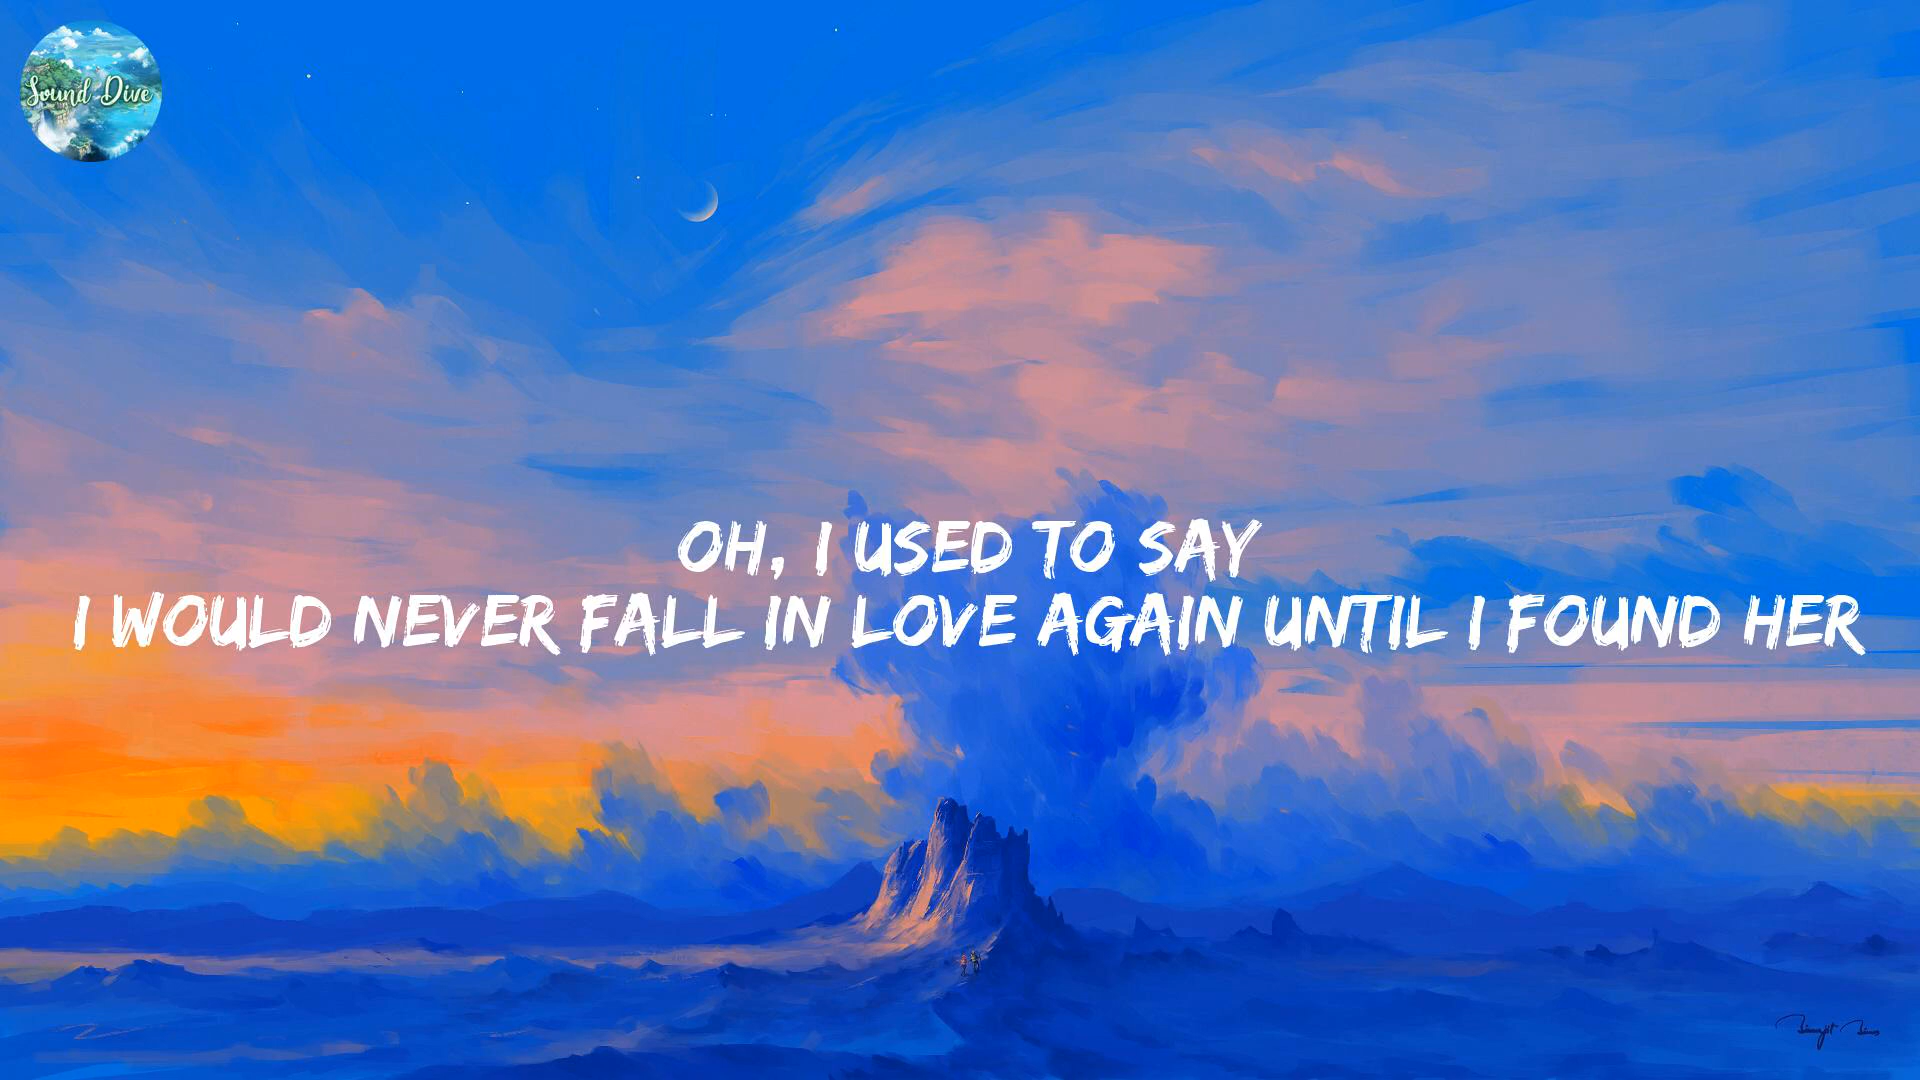 Sound Dive
OH, I USED TO SAY
I WOULD NEVER FALL IN LOVE AGAIN UNTIL I FOUND HER